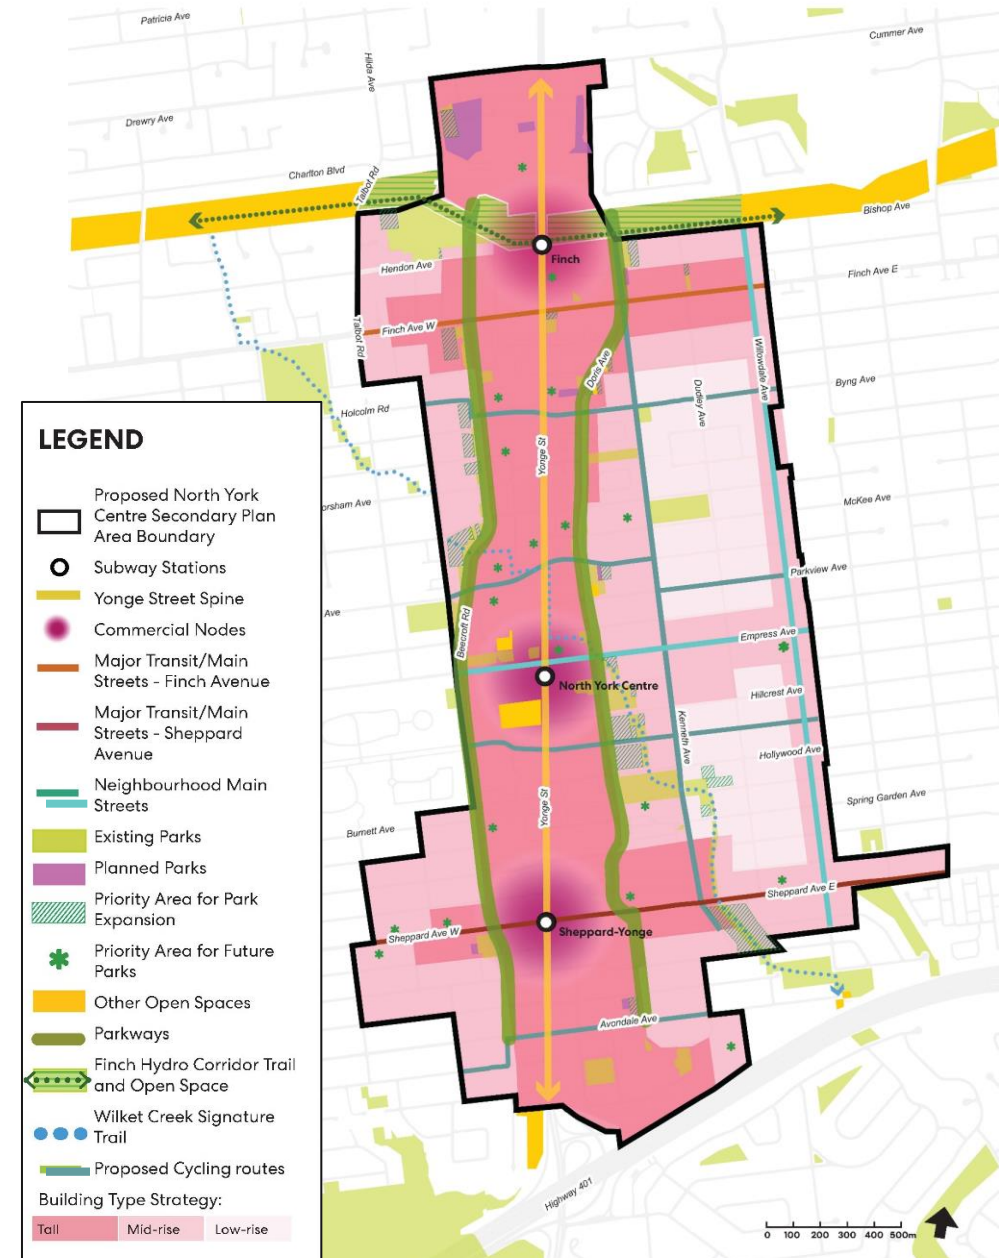 Patricia Ave
Cummer Ave
Hilda Ave
Drewry Ave
Charlton Blvd
Talbot Rd
Bishop Ave
Finch
Hendon Ave
Finch Ave E
Finch Ave W
Talbot Rd
Willowdale Ave
Doris Ave
Byng Ave
Dudley Ave
Holcolm Rd
Yonge St
McKee Ave
orsham Ave
Parkview Ave
Ave
Beecroft Rd
Empress Ave
North York Centre
Hillcrest Ave
Kenneth Ave
Hollywood Ave
Yonge St
Spring Garden Ave
Burnett Ave
Sheppard Ave E
Sheppard Ave W
Sheppard-Yonge
Avondale Ave
Highway 401
0 100 200 300 400 500m
LEGEND
Proposed North York
Centre Secondary Plan
Area Boundary
Subway Stations
Yonge Street Spine
Commercial Nodes
Major Transit/Main
Streets - Finch Avenue
Major Transit/Main
Streets - Sheppard
Avenue
Neighbourhood Main
Streets
Existing Parks
Planned Parks
Priority Area for Park
Expansion
Priority Area for Future
Parks
Other Open Spaces
Parkways
Finch Hydro Corridor Trail
and Open Space
Wilket Creek Signature
Trail
Proposed Cycling routes
Building Type Strategy:
Tall Mid-rise Low-rise